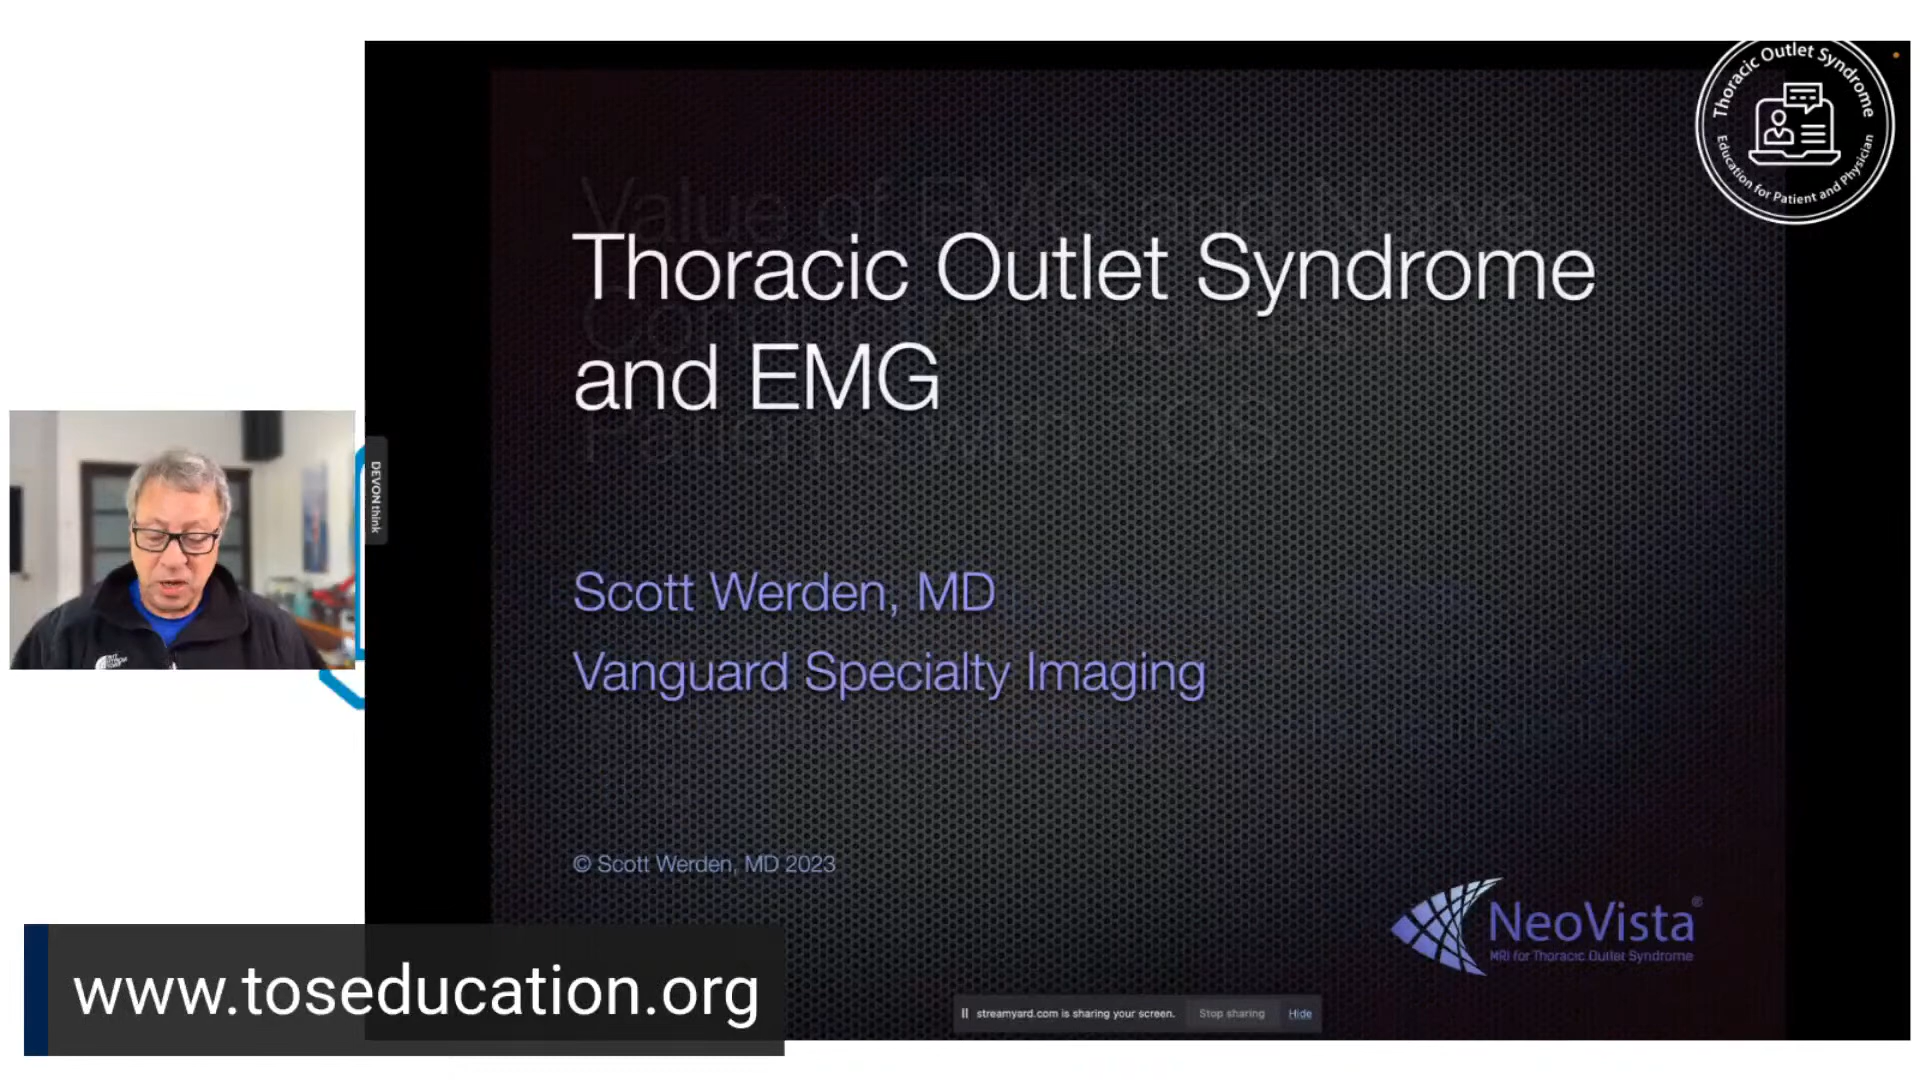 Thoracic Outlet Syndrome
Education for Patient and Physician
Value of
Thoracic Outlet Syndrome
and EMG
DEVONthink
Scott Werden, MD
Vanguard Specialty Imaging
© Scott Werden, MD 2023
NeoVista®
MRI for Thoracic Outlet Syndrome
www.toseducation.org
streamyard.com is sharing your screen. Stop sharing Hide